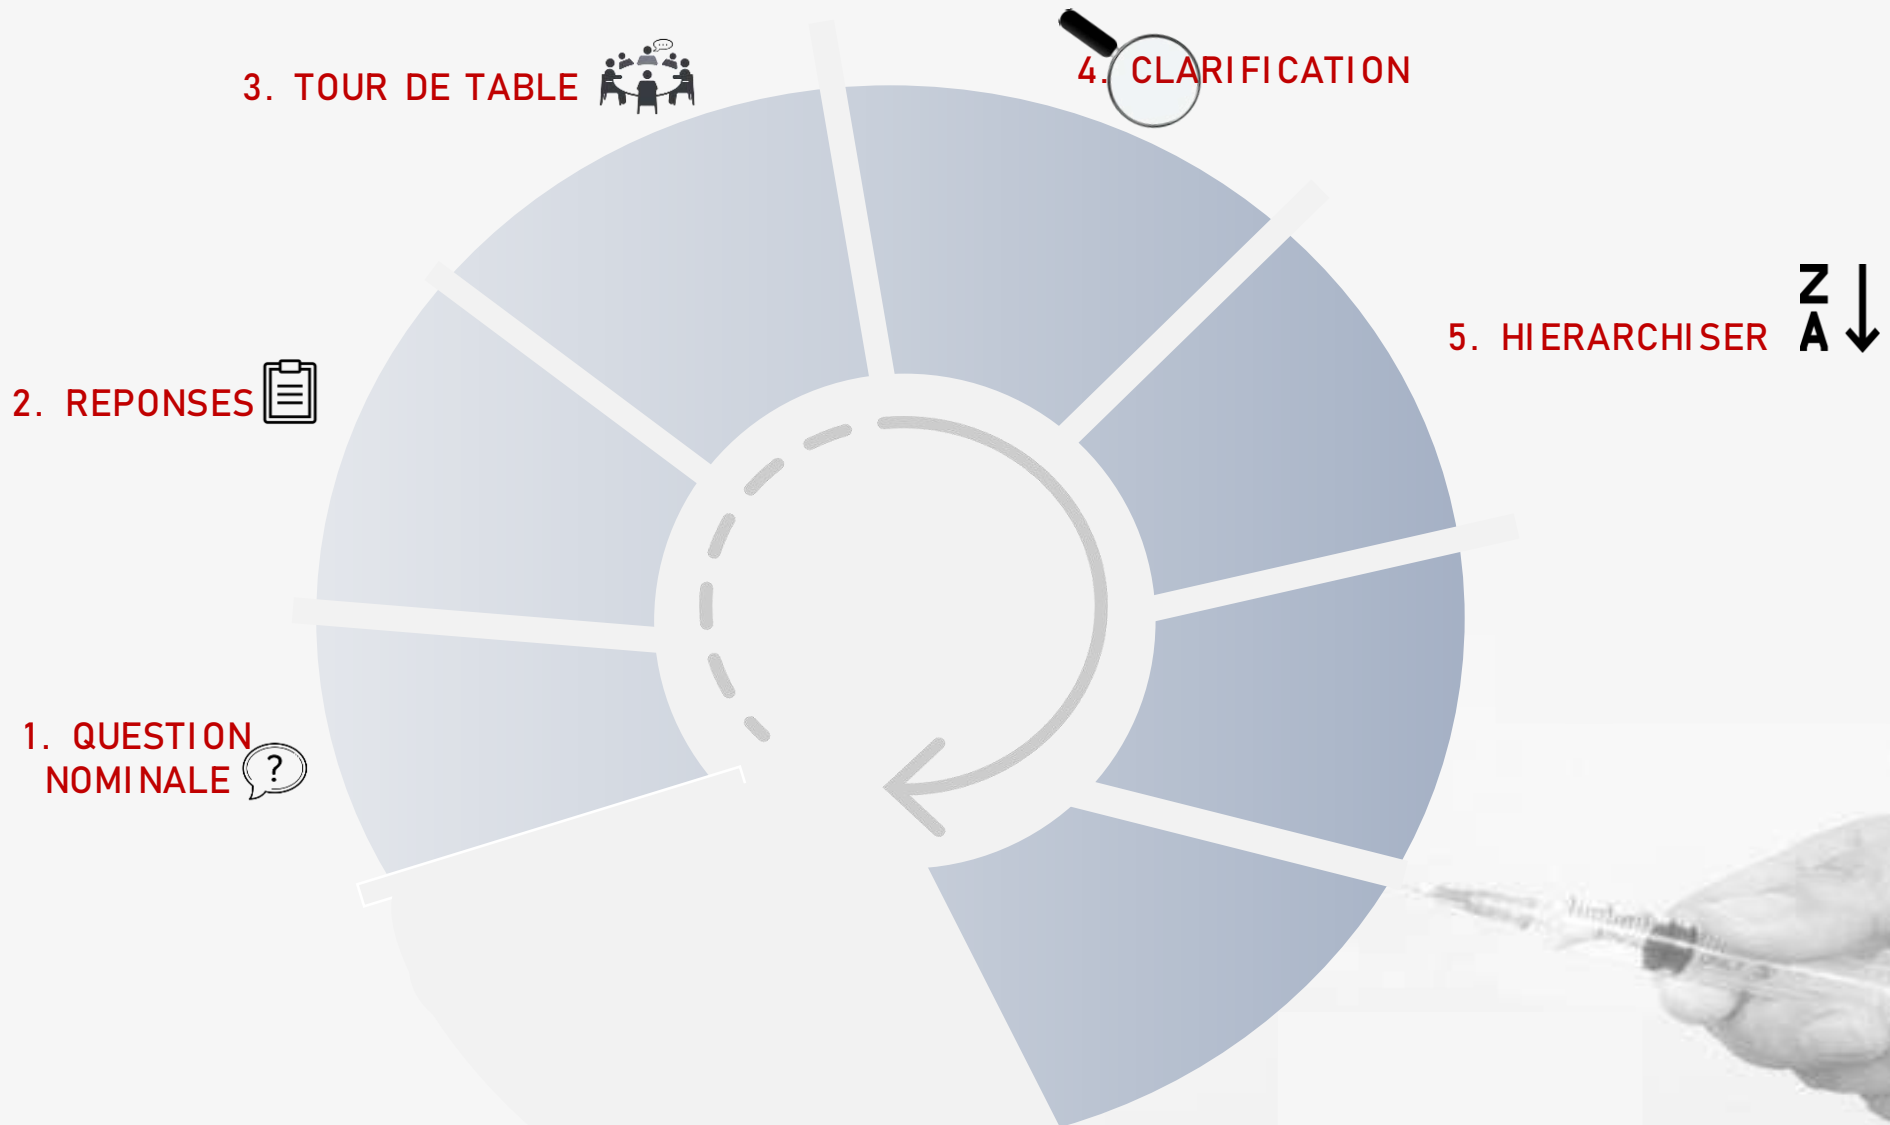 3. TOUR DE TABLE
4. CLARIFICATION
Z
A
5. HIERARCHISER
2. REPONSES
1. QUESTION
NOMINALE
?